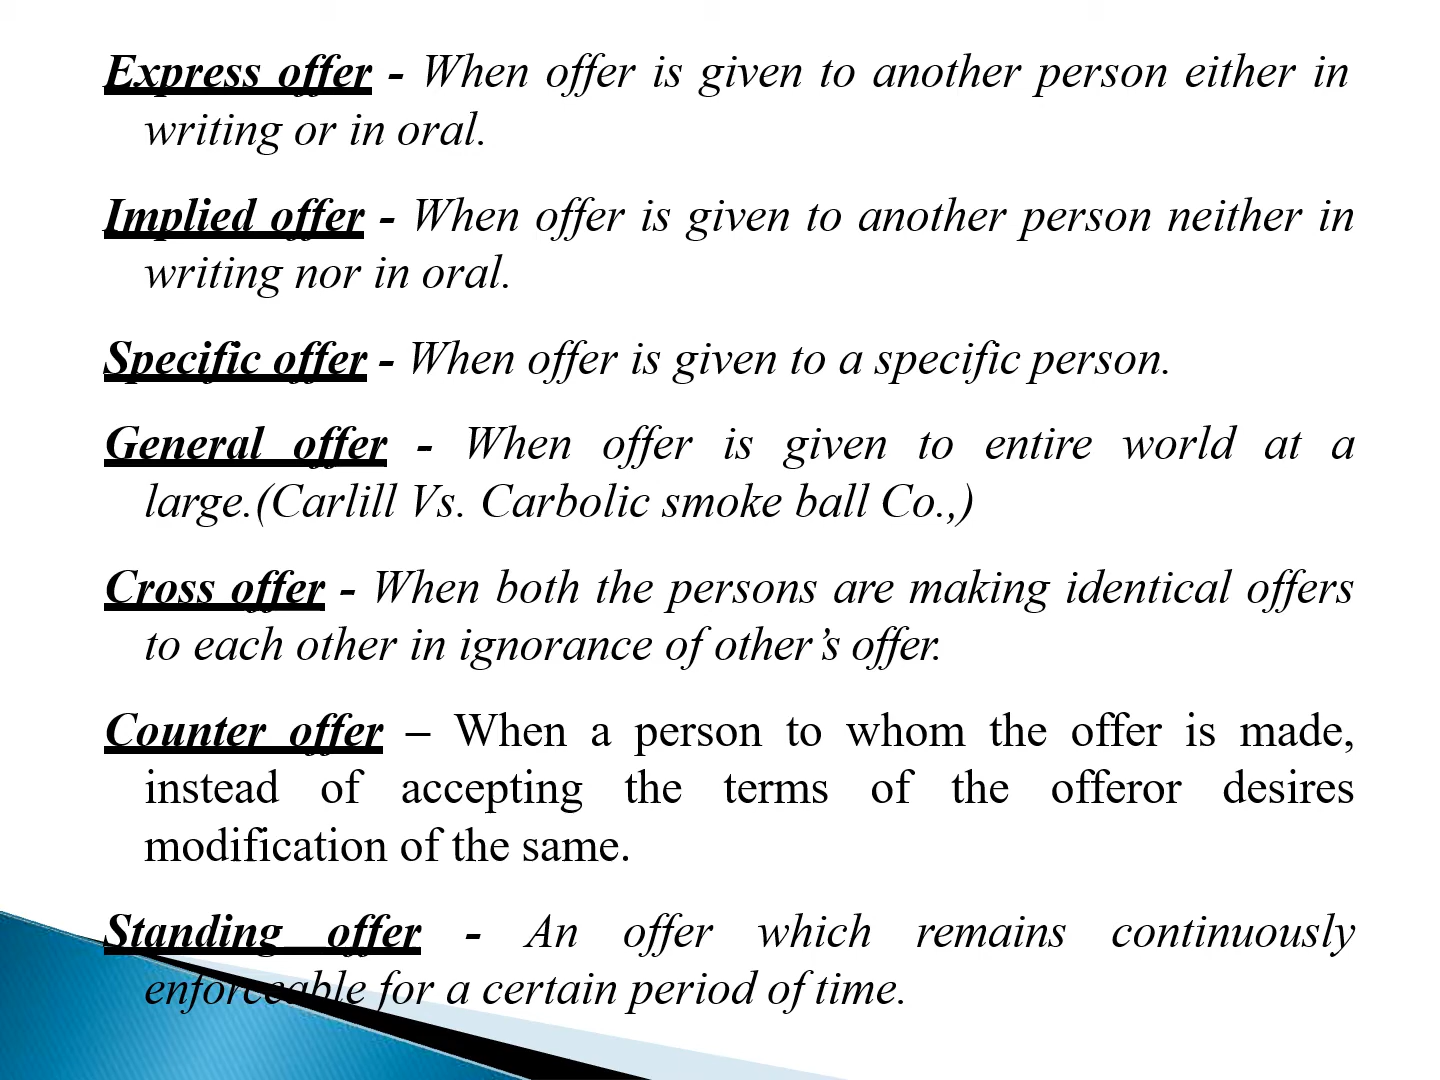 Express offer - When offer is given to another person either in
writing or in oral.
Implied offer - When offer is given to another person neither in
writing nor in oral.
Specific offer - When offer is given to a specific person.
General offer - When offer is given to entire world at a
large.(Carlill Vs. Carbolic smoke ball Co.,)
Cross offer - When both the persons are making identical offers
to each other in ignorance of other’s offer.
Counter offer – When a person to whom the offer is made,
instead of accepting the terms of the offeror desires
modification of the same.
Standing offer - An offer which remains continuously
enforceable for a certain period of time.